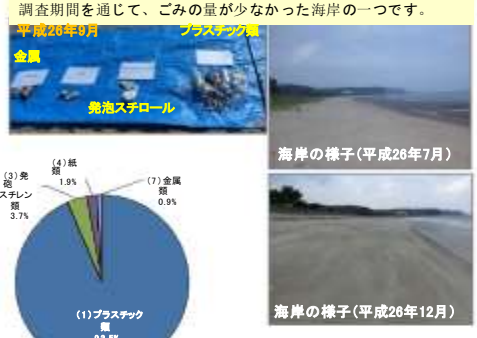 調査期間を通じて、ごみの量が少なかった海岸の一つです。
平成26年9月
プラスチック類
金属
発泡スチロール
海岸の様子(平成26年7月)
(4)紙
類
1.9%
(3)発
砲
スチレン
類
3.7%
(7)金属
類
0.9%
(1)プラスチック
類
海岸の様子(平成26年12月)